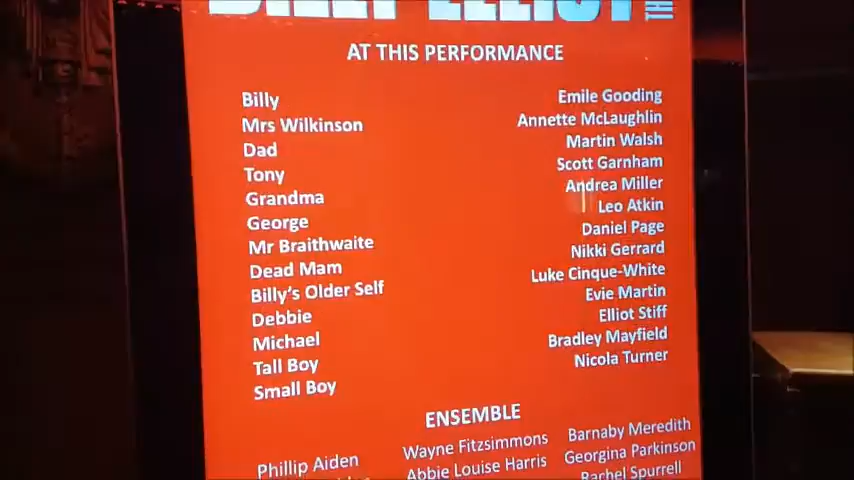 BILLY ELLIOT THE
AT THIS PERFORMANCE
Billy Emile Gooding
Mrs Wilkinson Annette McLaughlin
Dad Martin Walsh
Tony Scott Garnham
Grandma Andrea Miller
George Leo Atkin
Mr Braithwaite Daniel Page
Dead Mam Nikki Gerrard
Billy's Older Self Luke Cinque-White
Debbie Evie Martin
Michael Elliot Stiff
Tall Boy Bradley Mayfield
Small Boy Nicola Turner
ENSEMBLE
Phillip Aiden Wayne Fitzsimmons Barnaby Meredith
Abbie Louise Harris Georgina Parkinson
Rachel Spurrell